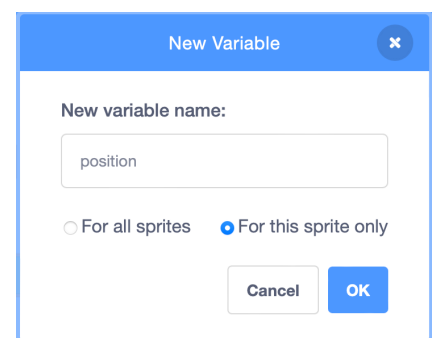 New Variable
New variable name:
position
For all sprites For this sprite only
Cancel OK